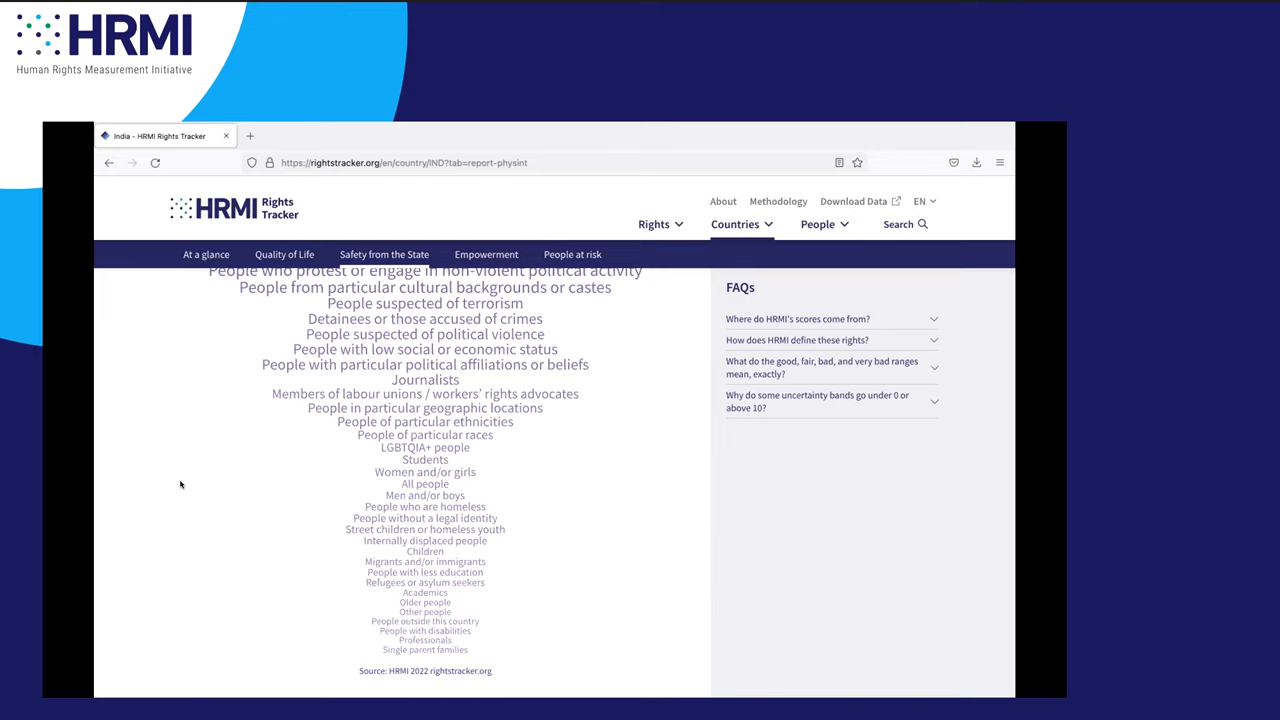 HRMI
Human Rights Measurement Initiative
India - HRMI Rights Tracker
https://rightstracker.org/en/country/IND?tab=report-physint
HRMI Rights Tracker
About Methodology Download Data EN
Rights Countries People Search
At a glance Quality of Life Safety from the State Empowerment People at risk
People who protest or engage in non-violent political activity
People from particular cultural backgrounds or castes
People suspected of terrorism
Detainees or those accused of crimes
People suspected of political violence
People with low social or economic status
People with particular political affiliations or beliefs
Journalists
Members of labour unions / workers’ rights advocates
People in particular geographic locations
People of particular ethnicities
People of particular races
LGBTQIA+ people
Students
Women and/or girls
All people
Men and/or boys
People who are homeless
People without a legal identity
Street children or homeless youth
Internally displaced people
Children
Migrants and/or immigrants
People with less education
Refugees or asylum seekers
Academics
Older people
Other people
People outside this country
People with disabilities
Professionals
Single parent families
Source: HRMI 2022 rightstracker.org
FAQs
Where do HRMI's scores come from?
How does HRMI define these rights?
What do the good, fair, bad, and very bad ranges
mean, exactly?
Why do some uncertainty bands go under 0 or
above 10?